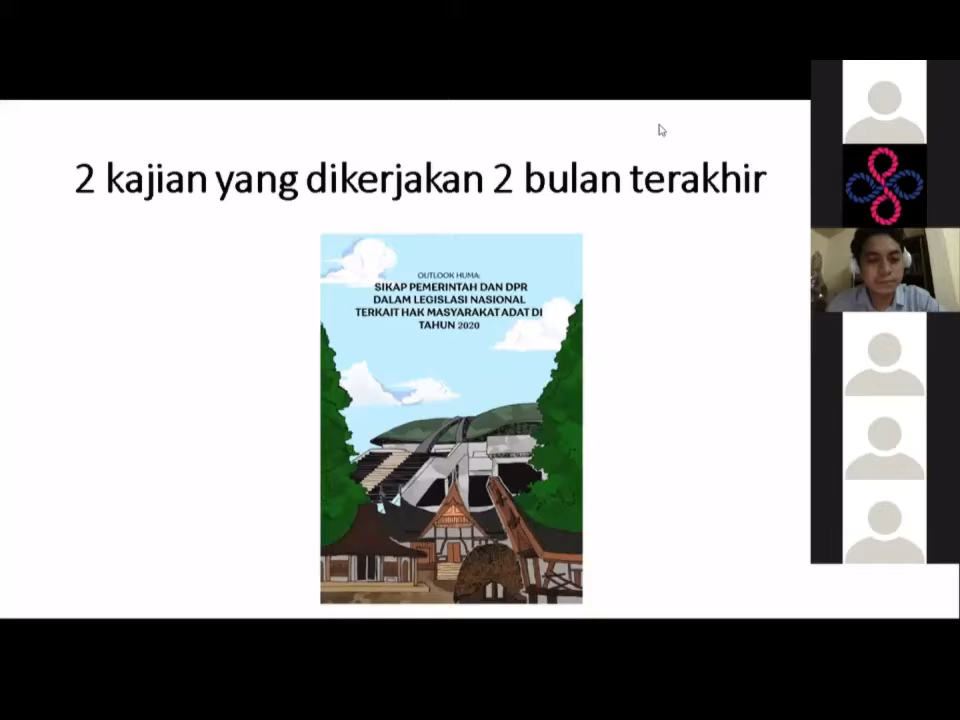 2 kajian yang dikerjakan 2 bulan terakhir
OUTLOOK HUMA:
SIKAP PEMERINTAH DAN DPR
DALAM LEGISLASI NASIONAL
TERKAIT HAK MASYARAKAT ADAT DI
TAHUN 2020